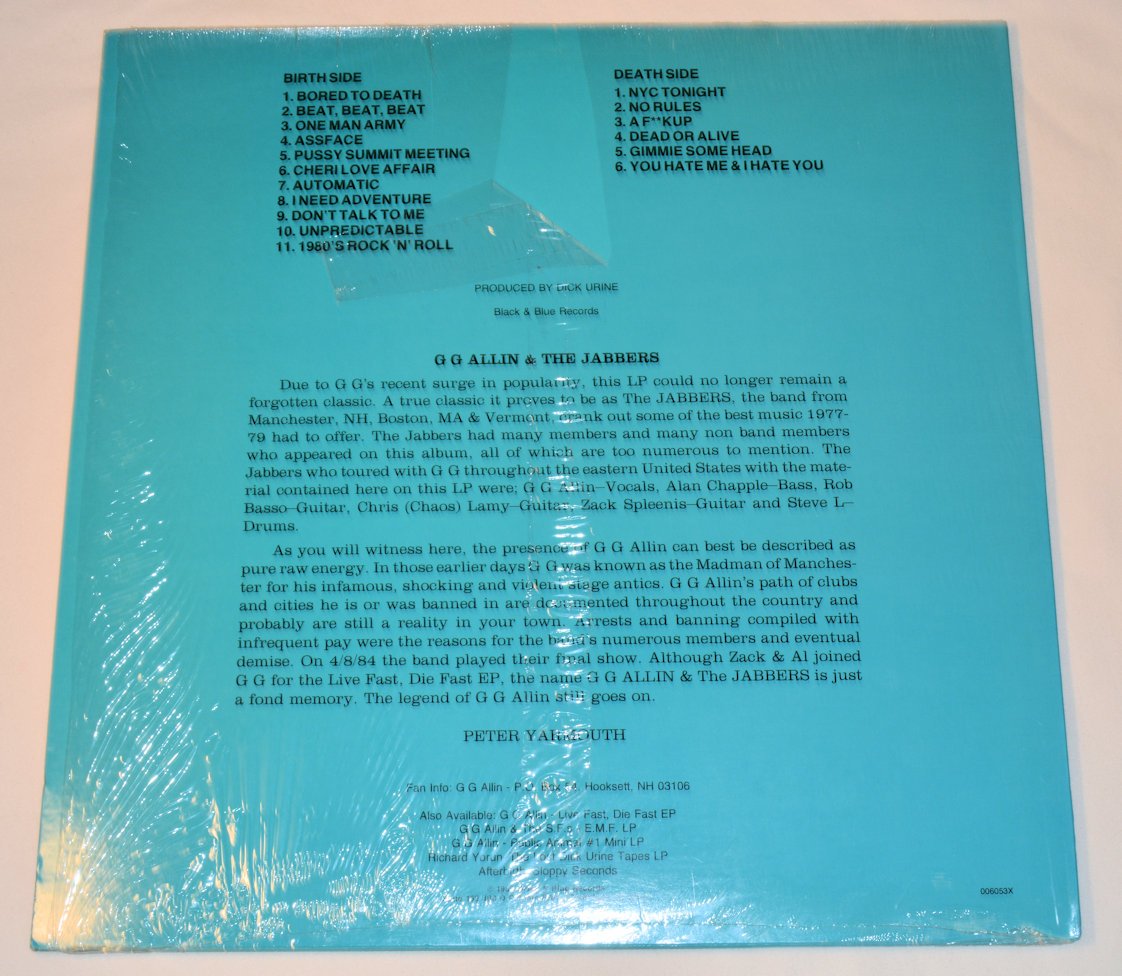 BIRTH SIDE
1. BORED TO DEATH
2. BEAT, BEAT, BEAT
3. ONE MAN ARMY
4. ASSFACE
5. PUSSY SUMMIT MEETING
6. CHERI LOVE AFFAIR
7. AUTOMATIC
8. I NEED ADVENTURE
9. DON'T TALK TO ME
10. UNPREDICTABLE
11. 1980'S ROCK 'N' ROLL
DEATH SIDE
1. NYC TONIGHT
2. NO RULES
3. A F**KUP
4. DEAD OR ALIVE
5. GIMMIE SOME HEAD
6. YOU HATE ME & I HATE YOU
PRODUCED BY DICK URINE
Black & Blue Records
G G ALLIN & THE JABBERS
Due to G G's recent surge in popularity, this LP could no longer remain a
forgotten classic. A true classic it proves to be as The JABBERS, the band from
Manchester, NH, Boston, MA & Vermont, crank out some of the best music 1977-
79 had to offer. The Jabbers had many members and many non band members
who appeared on this album, all of which are too numerous to mention. The
Jabbers who toured with G G throughout the eastern United States with the mate-
rial contained here on this LP were; G G Allin—Vocals, Alan Chapple—Bass, Rob
Basso—Guitar, Chris (Chaos) Lamy—Guitar, Zack Spleenis—Guitar and Steve L—
Drums.
As you will witness here, the presence of G G Allin can best be described as
pure raw energy. In those earlier days G G was known as the Madman of Manches-
ter for his infamous, shocking and violent stage antics. G G Allin's path of clubs
and cities he is or was banned in are documented throughout the country and
probably are still a reality in your town. Arrests and banning compiled with
infrequent pay were the reasons for the band's numerous members and eventual
demise. On 4/8/84 the band played their final show. Although Zack & Al joined
G G for the Live Fast, Die Fast EP, the name G G ALLIN & The JABBERS is just
a fond memory. The legend of G G Allin still goes on.
PETER YARMOUTH
Fan Info: G G Allin - P.O. Box 54, Hooksett, NH 03106
Also Available: G G Allin - Live Fast, Die Fast EP
G G Allin & The S.F.s - E.M.F. LP
G G Allin - Public Animal #1 Mini LP
Richard Yorun The Lost Dick Urine Tapes LP
Afterbirth Sloppy Seconds
Blue Records
006053X